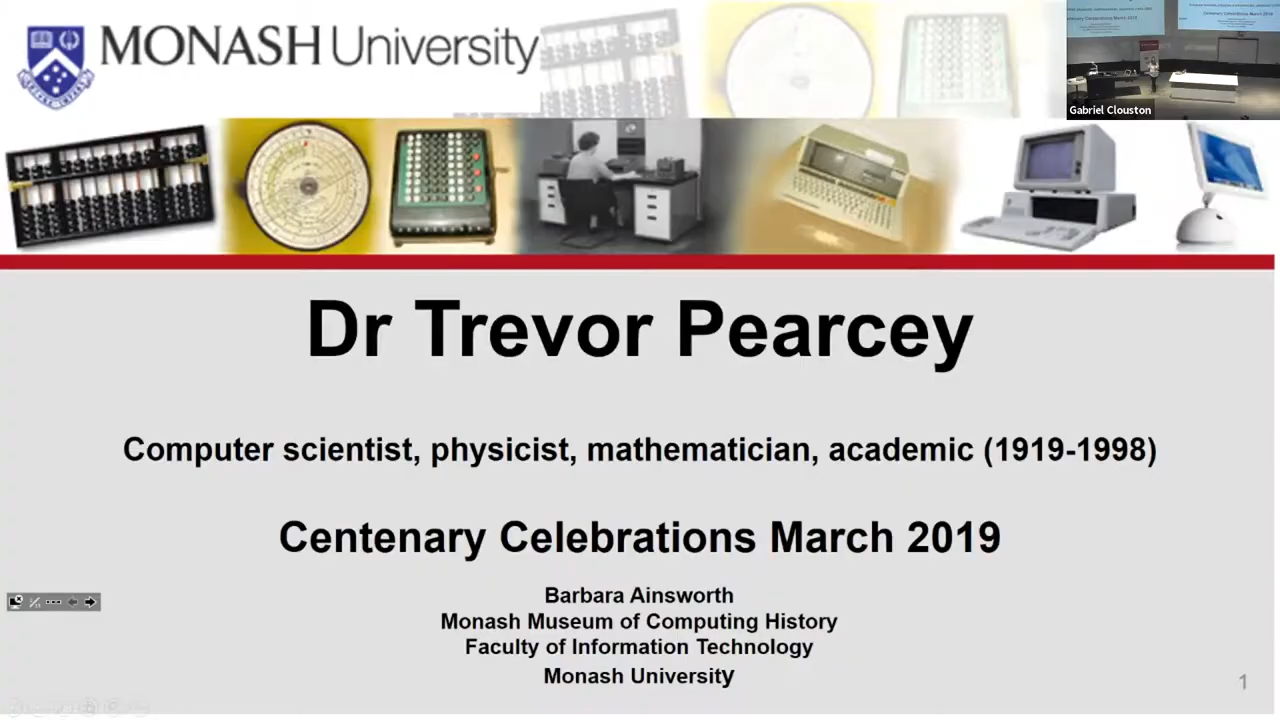 MONASH University
Gabriel Clouston
Dr Trevor Pearcey
Computer scientist, physicist, mathematician, academic (1919-1998)
Centenary Celebrations March 2019
Barbara Ainsworth
Monash Museum of Computing History
Faculty of Information Technology
Monash University
1